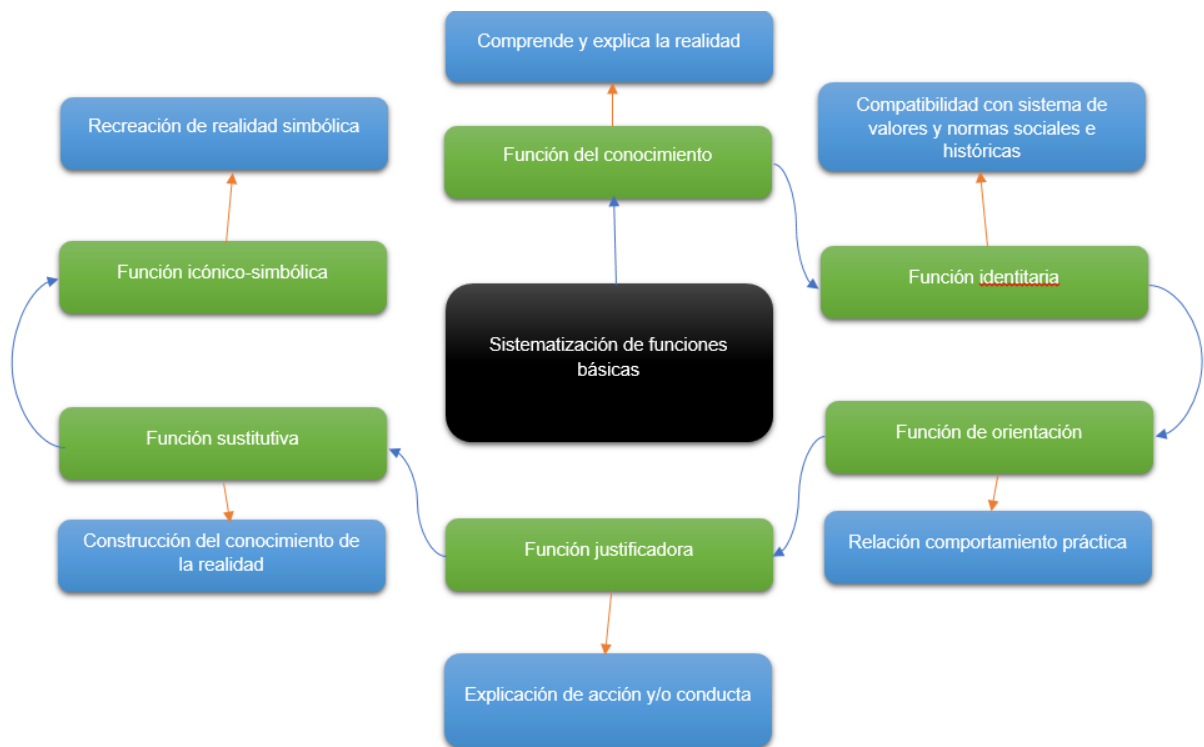 Comprende y explica la realidad
Recreación de realidad simbólica
Compatibilidad con sistema de
valores y normas sociales e
históricas
Función del conocimiento
Función icónico-simbólica
Función identitaria
Sistematización de funciones
básicas
Función sustitutiva
Función de orientación
Construcción del conocimiento de
la realidad
Función justificadora
Relación comportamiento práctica
Explicación de acción y/o conducta